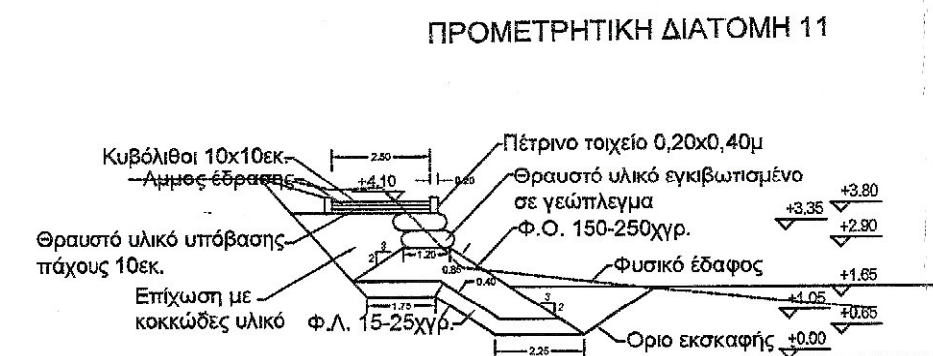 ΠΡΟΜΕΤΡΗΤΙΚΗ ΔΙΑΤΟΜΗ 11
Κυβόλιθοι 10x10εκ.
Αμμος έδρασης
Θραυστό υλικό υπόβασης
πάχους 10εκ.
Επίχωση με
κοκκώδες υλικό
Φ.Λ. 15-25χγρ.
2.50
+4.10
0.20
Πέτρινο τοιχείο 0,20x0,40μ
Θραυστό υλικό εγκιβωτισμένο
σε γεώπλεγμα
Φ.Ο. 150-250χγρ.
Φυσικό έδαφος
Οριο εκσκαφής
3
2
1.20
0.85
0.40
3
2
1.75
2.25
+3.80
+3,35
+2.90
+1.65
+1.05
+0.65
+0.00